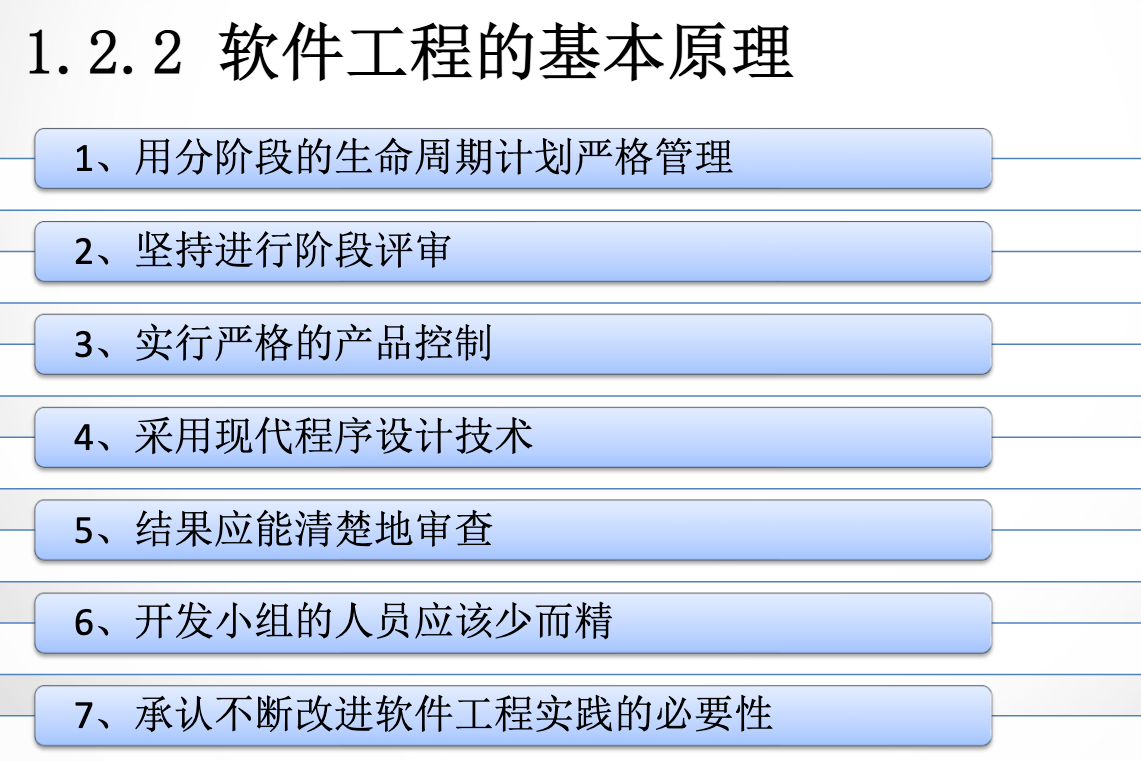 1.2.2 软件工程的基本原理
1、用分阶段的生命周期计划严格管理
2、坚持进行阶段评审
3、实行严格的产品控制
4、采用现代程序设计技术
5、结果应能清楚地审查
6、开发小组的人员应该少而精
7、承认不断改进软件工程实践的必要性